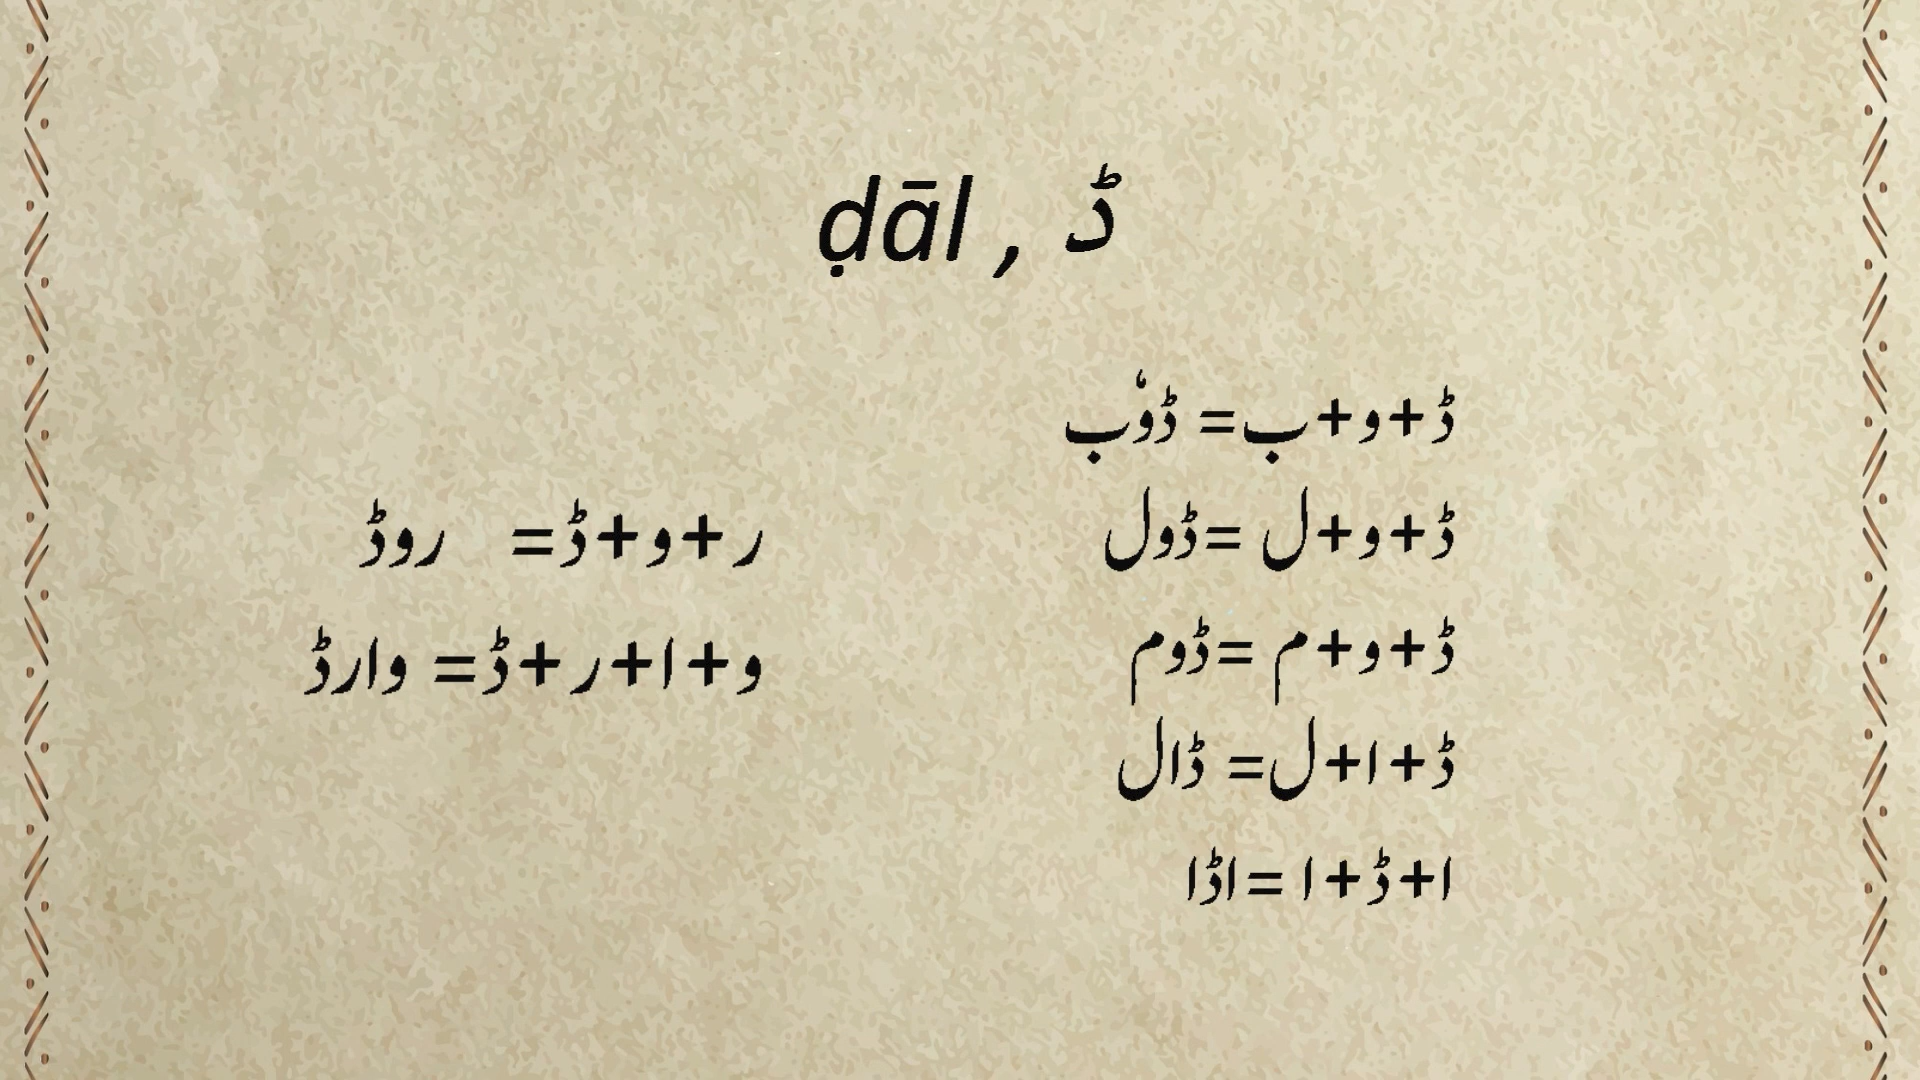 ḍāl , ڈ
ڈ+و+ب= ڈوٗب
ڈ+و+ل =ڈول
ڈ+و+م =ڈوم
ڈ+ا+ل= ڈال
ا+ڈ+ا =اڈا
ر+و+ڈ= روڈ
و+ا+ر+ڈ= وارڈ